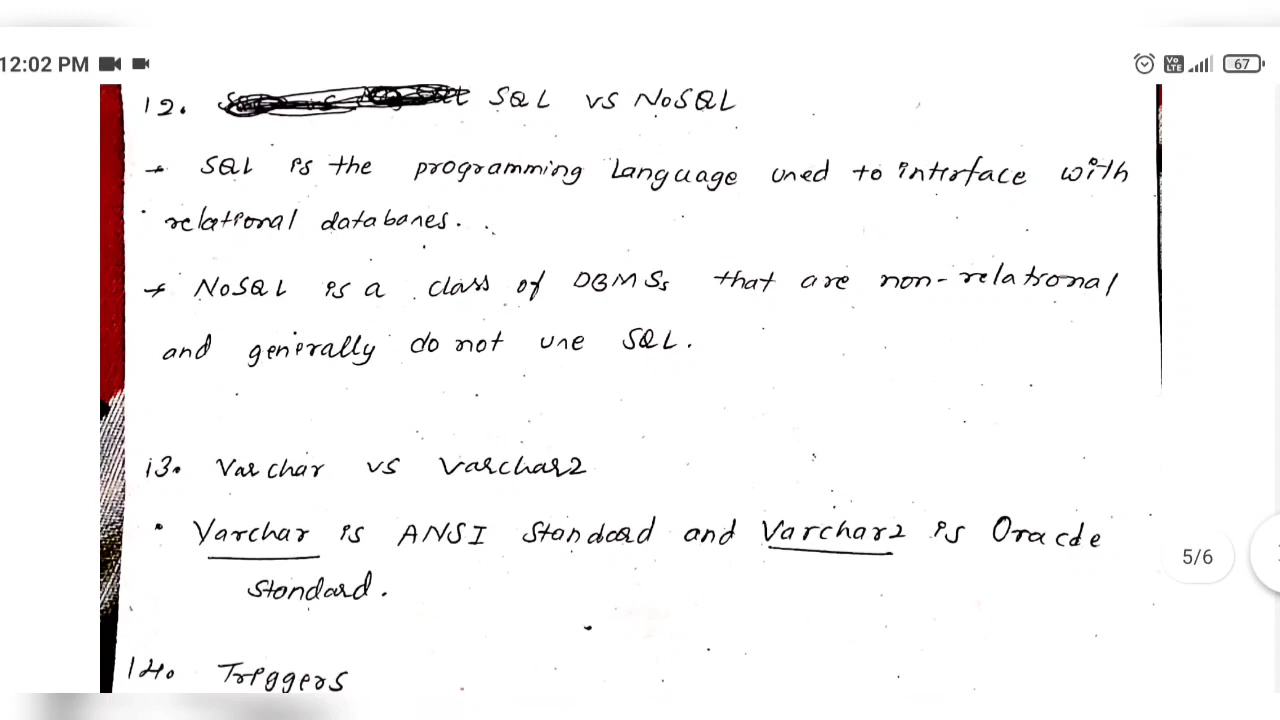 12:02 PM
Vo LTE 67
12. SQL vs NoSQL
→ SQL is the programming Language used to interface with
relational databases.
→ NoSQL is a class of DBMSs that are non-relational
and generally do not use SQL.
13. Varchar vs Varchar2
• Varchar is ANSI Standard and Varchar2 is Oracle
Standard.
5/6
14. Triggers